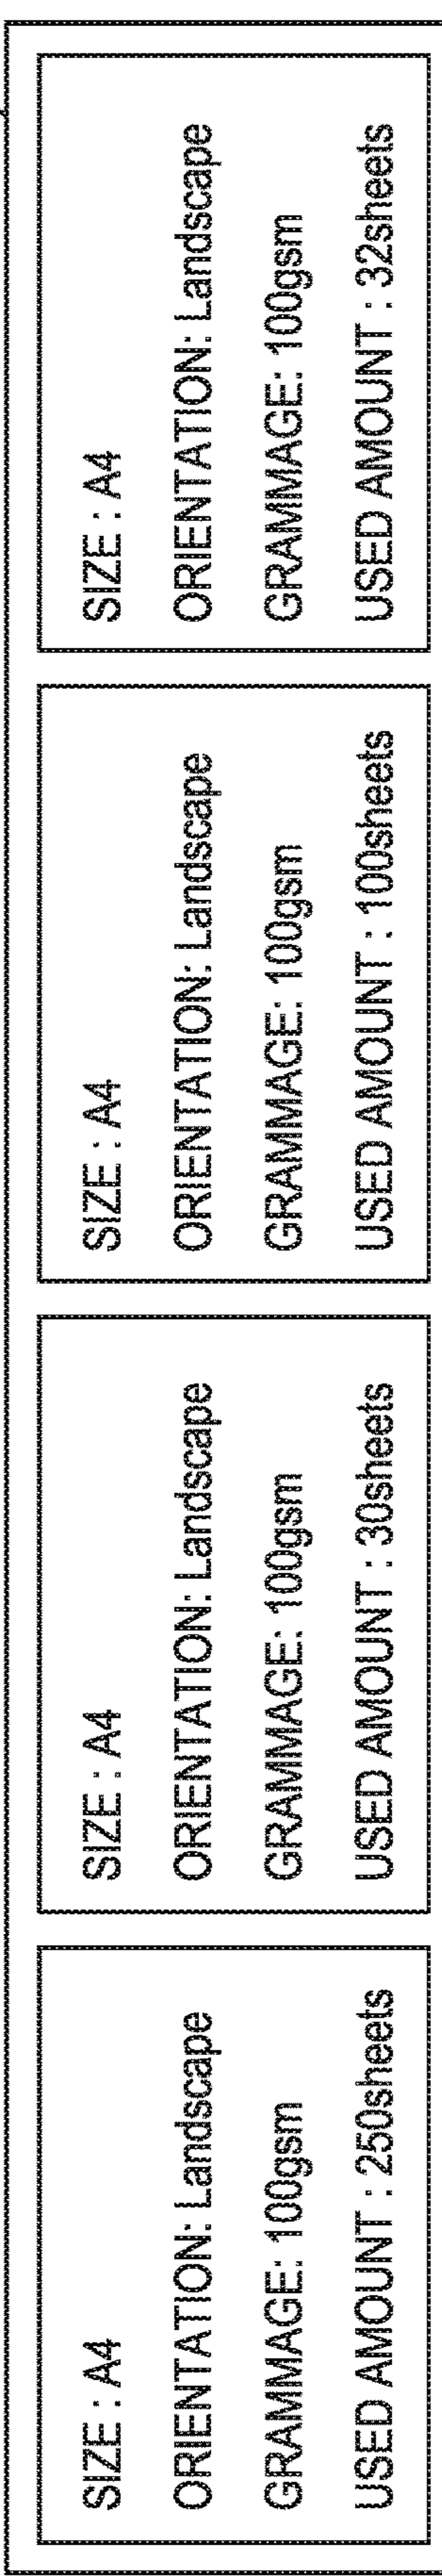 SIZE : A4
ORIENTATION: Landscape
GRAMMAGE: 100gsm
USED AMOUNT : 250sheets
SIZE : A4
ORIENTATION: Landscape
GRAMMAGE: 100gsm
USED AMOUNT : 30sheets
SIZE : A4
ORIENTATION: Landscape
GRAMMAGE: 100gsm
USED AMOUNT : 100sheets
SIZE : A4
ORIENTATION: Landscape
GRAMMAGE: 100gsm
USED AMOUNT : 32sheets